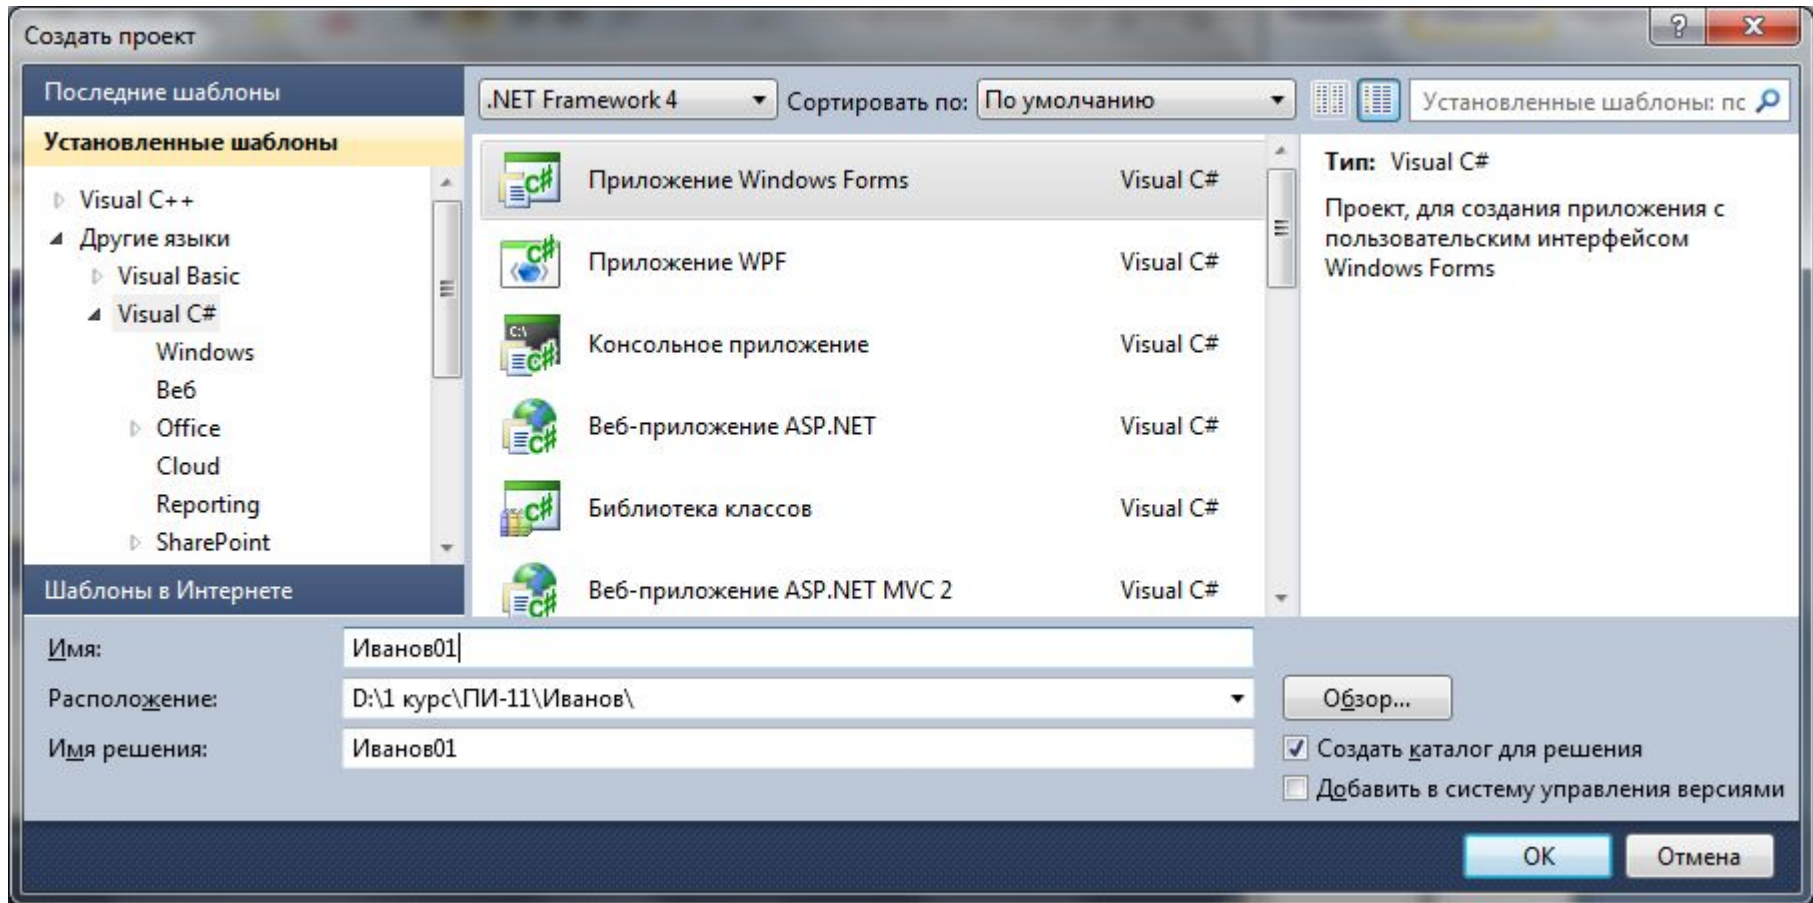 Создать проект
Последние шаблоны
Установленные шаблоны
Visual C++
Другие языки
Visual Basic
Visual C#
Windows
Веб
Office
Cloud
Reporting
SharePoint
Шаблоны в Интернете
.NET Framework 4
Сортировать по: По умолчанию
Установленные шаблоны: пс
Приложение Windows Forms Visual C#
Приложение WPF Visual C#
Консольное приложение Visual C#
Веб-приложение ASP.NET Visual C#
Библиотека классов Visual C#
Веб-приложение ASP.NET MVC 2 Visual C#
Тип: Visual C#
Проект, для создания приложения с
пользовательским интерфейсом
Windows Forms
Имя: Иванов01
Расположение: D:\1 курс\ПИ-11\Иванов\
Обзор...
Имя решения: Иванов01
Создать каталог для решения
Добавить в систему управления версиями
ОК Отмена